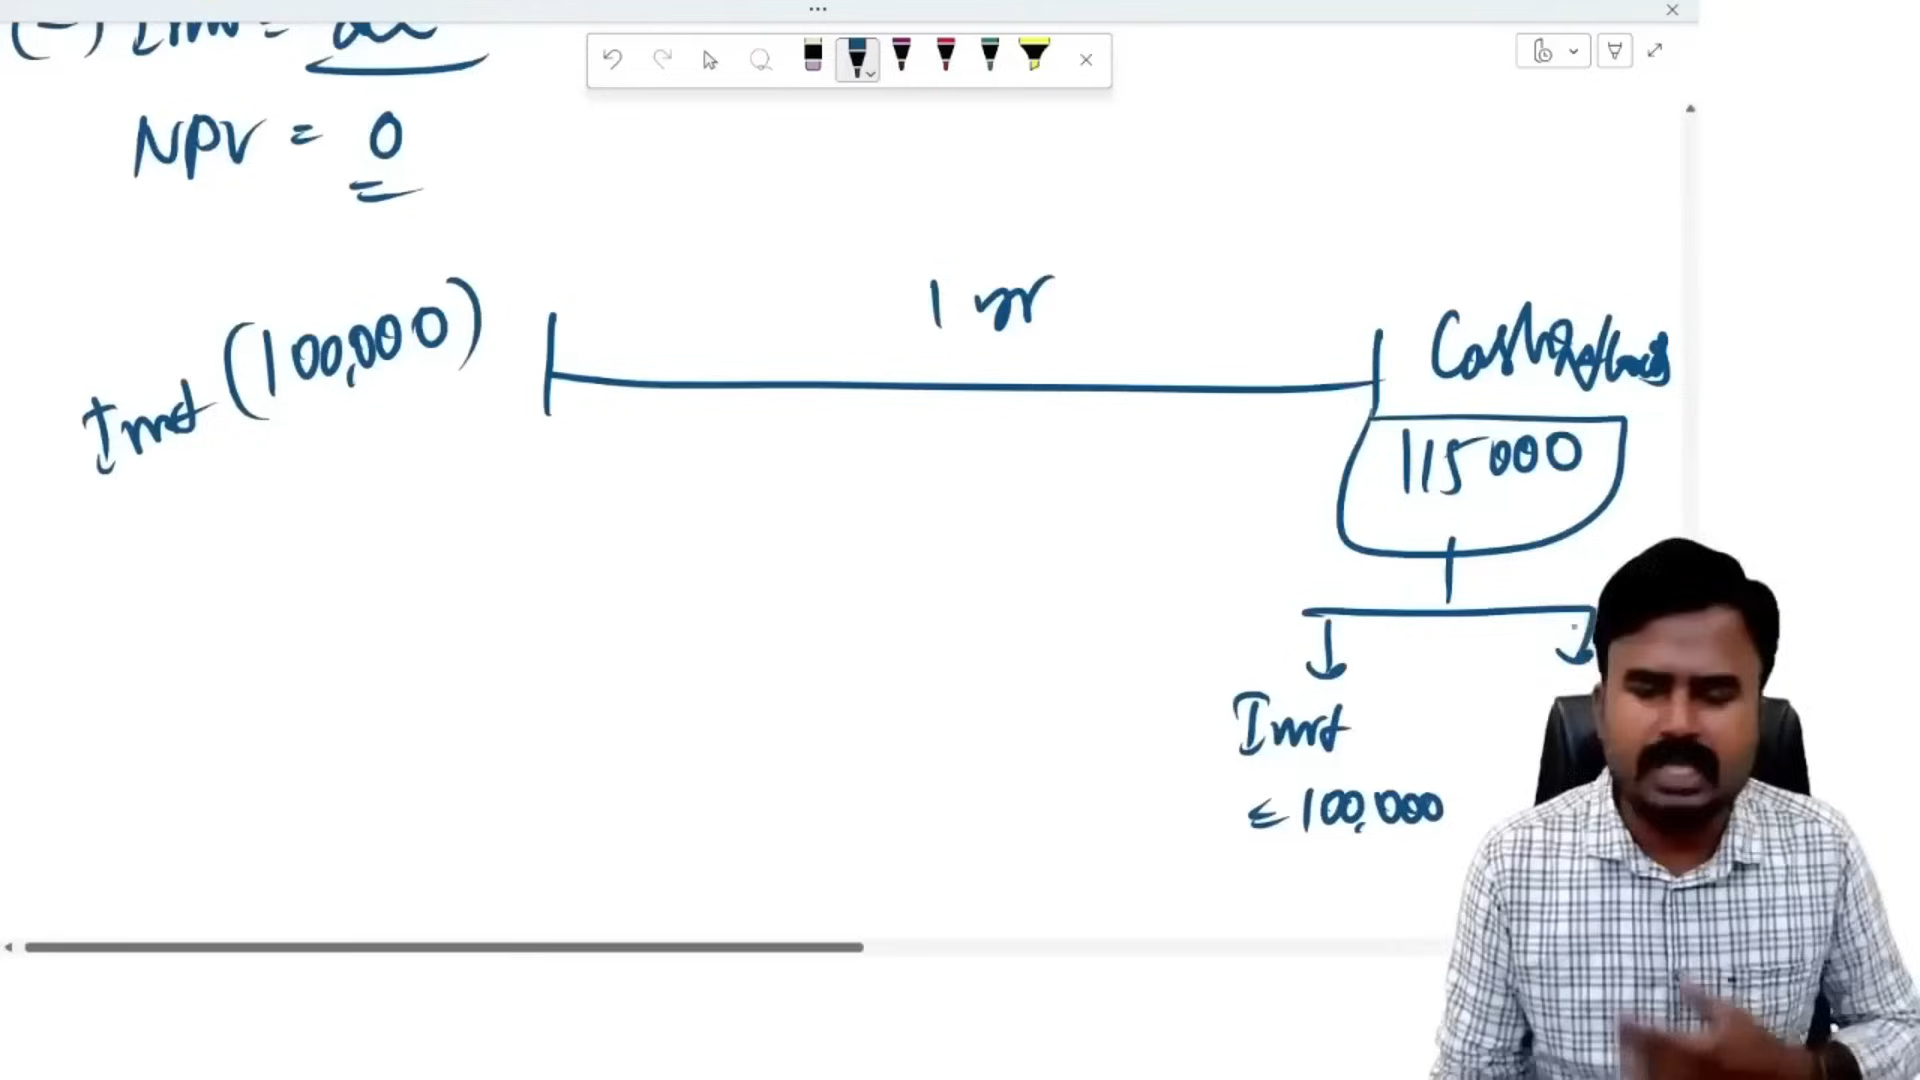 NPV = 0
1 yr
Invt (100,000)
Cash Inflows
115000
Invt
= 100,000